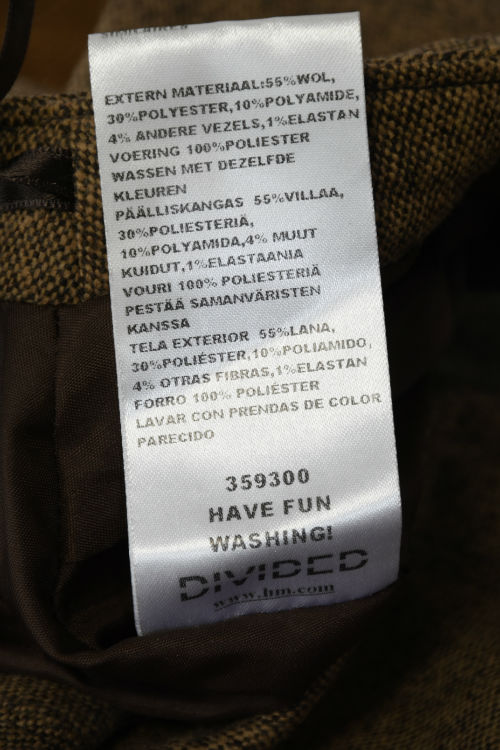 EXTERN MATERIAAL:55%WOL,
30%POLYESTER,10%POLYAMIDE,
4% ANDERE VEZELS,1%ELASTAN
VOERING 100%POLIESTER
WASSEN MET DEZELFDE
KLEUREN
PÄÄLLISKANGAS 55%VILLAA,
30%POLIESTERIÄ,
10%POLYAMIDA,4% MUUT
KUIDUT,1%ELASTAANIA
VOURI 100% POLIESTERIÄ
PESTÄÄ SAMANVÄRISTEN
KANSSA
TELA EXTERIOR 55%LANA,
30%POLIÉSTER,10%POLIAMIDO,
4% OTRAS FIBRAS,1%ELASTAN
FORRO 100% POLIÉSTER
LAVAR CON PRENDAS DE COLOR
PARECIDO
359300
HAVE FUN
WASHING!
DIVIDED
www.hm.com